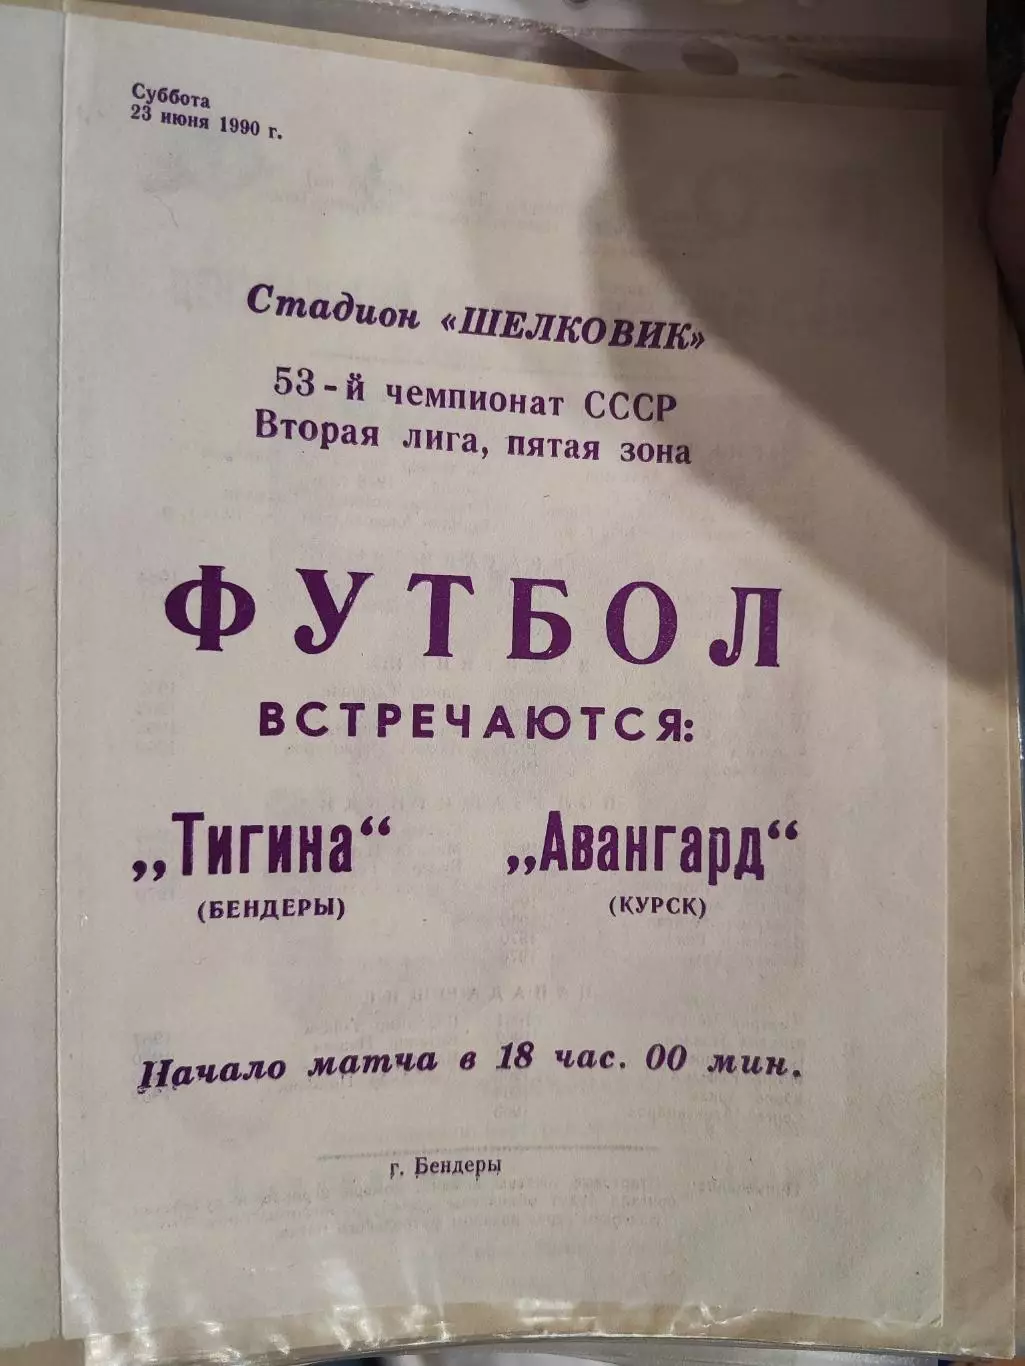 Суббота
23 июня 1990 г.
Стадион «ШЕЛКОВИК»
53-й чемпионат СССР
Вторая лига, пятая зона
ФУТБОЛ
ВСТРЕЧАЮТСЯ:
„Тигина“ „Авангард“
(БЕНДЕРЫ) (КУРСК)
Начало матча в 18 час. 00 мин.
г. Бендеры